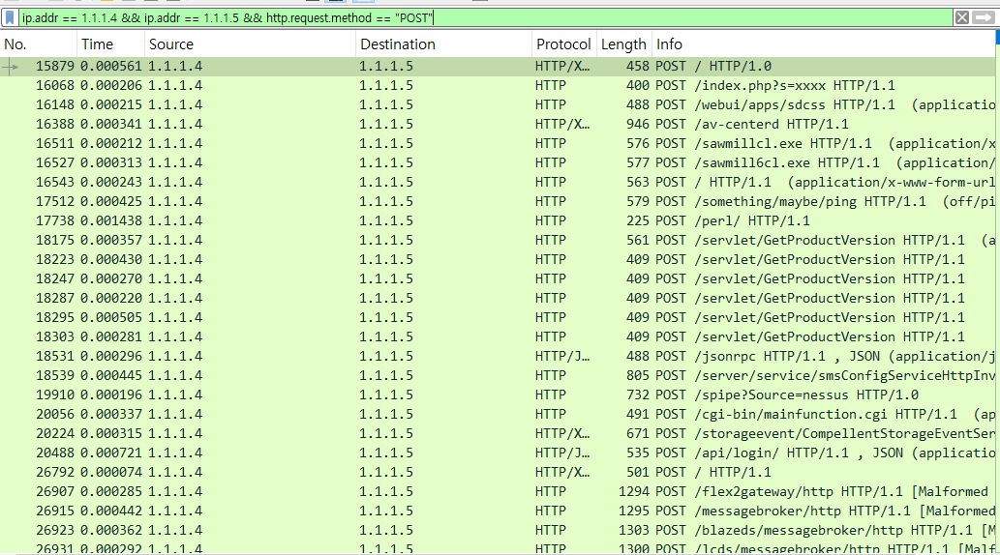 ip.addr == 1.1.1.4 && ip.addr == 1.1.1.5 && http.request.method == "POST"
No. Time Source Destination Protocol Length Info
15879 0.000561 1.1.1.4 1.1.1.5 HTTP/X… 458 POST / HTTP/1.0
16068 0.000206 1.1.1.4 1.1.1.5 HTTP 400 POST /index.php?s=xxxx HTTP/1.1
16148 0.000215 1.1.1.4 1.1.1.5 HTTP 488 POST /webui/apps/sdcss HTTP/1.1 (applicatio
16388 0.000341 1.1.1.4 1.1.1.5 HTTP/X… 946 POST /av-centerd HTTP/1.1
16511 0.000212 1.1.1.4 1.1.1.5 HTTP 576 POST /sawmillcl.exe HTTP/1.1 (application/x
16527 0.000313 1.1.1.4 1.1.1.5 HTTP 577 POST /sawmill6cl.exe HTTP/1.1 (application/
16543 0.000243 1.1.1.4 1.1.1.5 HTTP 563 POST / HTTP/1.1 (application/x-www-form-url
17512 0.000425 1.1.1.4 1.1.1.5 HTTP 579 POST /something/maybe/ping HTTP/1.1 (off/pi
17738 0.001438 1.1.1.4 1.1.1.5 HTTP 225 POST /perl/ HTTP/1.1
18175 0.000357 1.1.1.4 1.1.1.5 HTTP 561 POST /servlet/GetProductVersion HTTP/1.1 (a
18223 0.000430 1.1.1.4 1.1.1.5 HTTP 409 POST /servlet/GetProductVersion HTTP/1.1
18247 0.000270 1.1.1.4 1.1.1.5 HTTP 409 POST /servlet/GetProductVersion HTTP/1.1
18287 0.000220 1.1.1.4 1.1.1.5 HTTP 409 POST /servlet/GetProductVersion HTTP/1.1
18295 0.000505 1.1.1.4 1.1.1.5 HTTP 409 POST /servlet/GetProductVersion HTTP/1.1
18303 0.000281 1.1.1.4 1.1.1.5 HTTP 409 POST /servlet/GetProductVersion HTTP/1.1
18531 0.000296 1.1.1.4 1.1.1.5 HTTP/J… 488 POST /jsonrpc HTTP/1.1 , JSON (application/j
18539 0.000445 1.1.1.4 1.1.1.5 HTTP 805 POST /server/service/smsConfigServiceHttpInv
19910 0.000196 1.1.1.4 1.1.1.5 HTTP 732 POST /spipe?Source=nessus HTTP/1.0
20056 0.000337 1.1.1.4 1.1.1.5 HTTP 491 POST /cgi-bin/mainfunction.cgi HTTP/1.1 (ap
20224 0.000315 1.1.1.4 1.1.1.5 HTTP/X… 671 POST /storageevent/CompellentStorageEventSer
20488 0.000721 1.1.1.4 1.1.1.5 HTTP/J… 535 POST /api/login/ HTTP/1.1 , JSON (applicatio
26792 0.000074 1.1.1.4 1.1.1.5 HTTP/X… 501 POST / HTTP/1.1
26907 0.000285 1.1.1.4 1.1.1.5 HTTP 1294 POST /flex2gateway/http HTTP/1.1 [Malformed
26915 0.000442 1.1.1.4 1.1.1.5 HTTP 1295 POST /messagebroker/http HTTP/1.1 [Malformed
26923 0.000362 1.1.1.4 1.1.1.5 HTTP 1303 POST /blazeds/messagebroker/http HTTP/1.1 [M
26931 0.000292 1.1.1.4 1.1.1.5 HTTP 1300 POST /lcds/messagebroker/http HTTP/1.1 [Malf